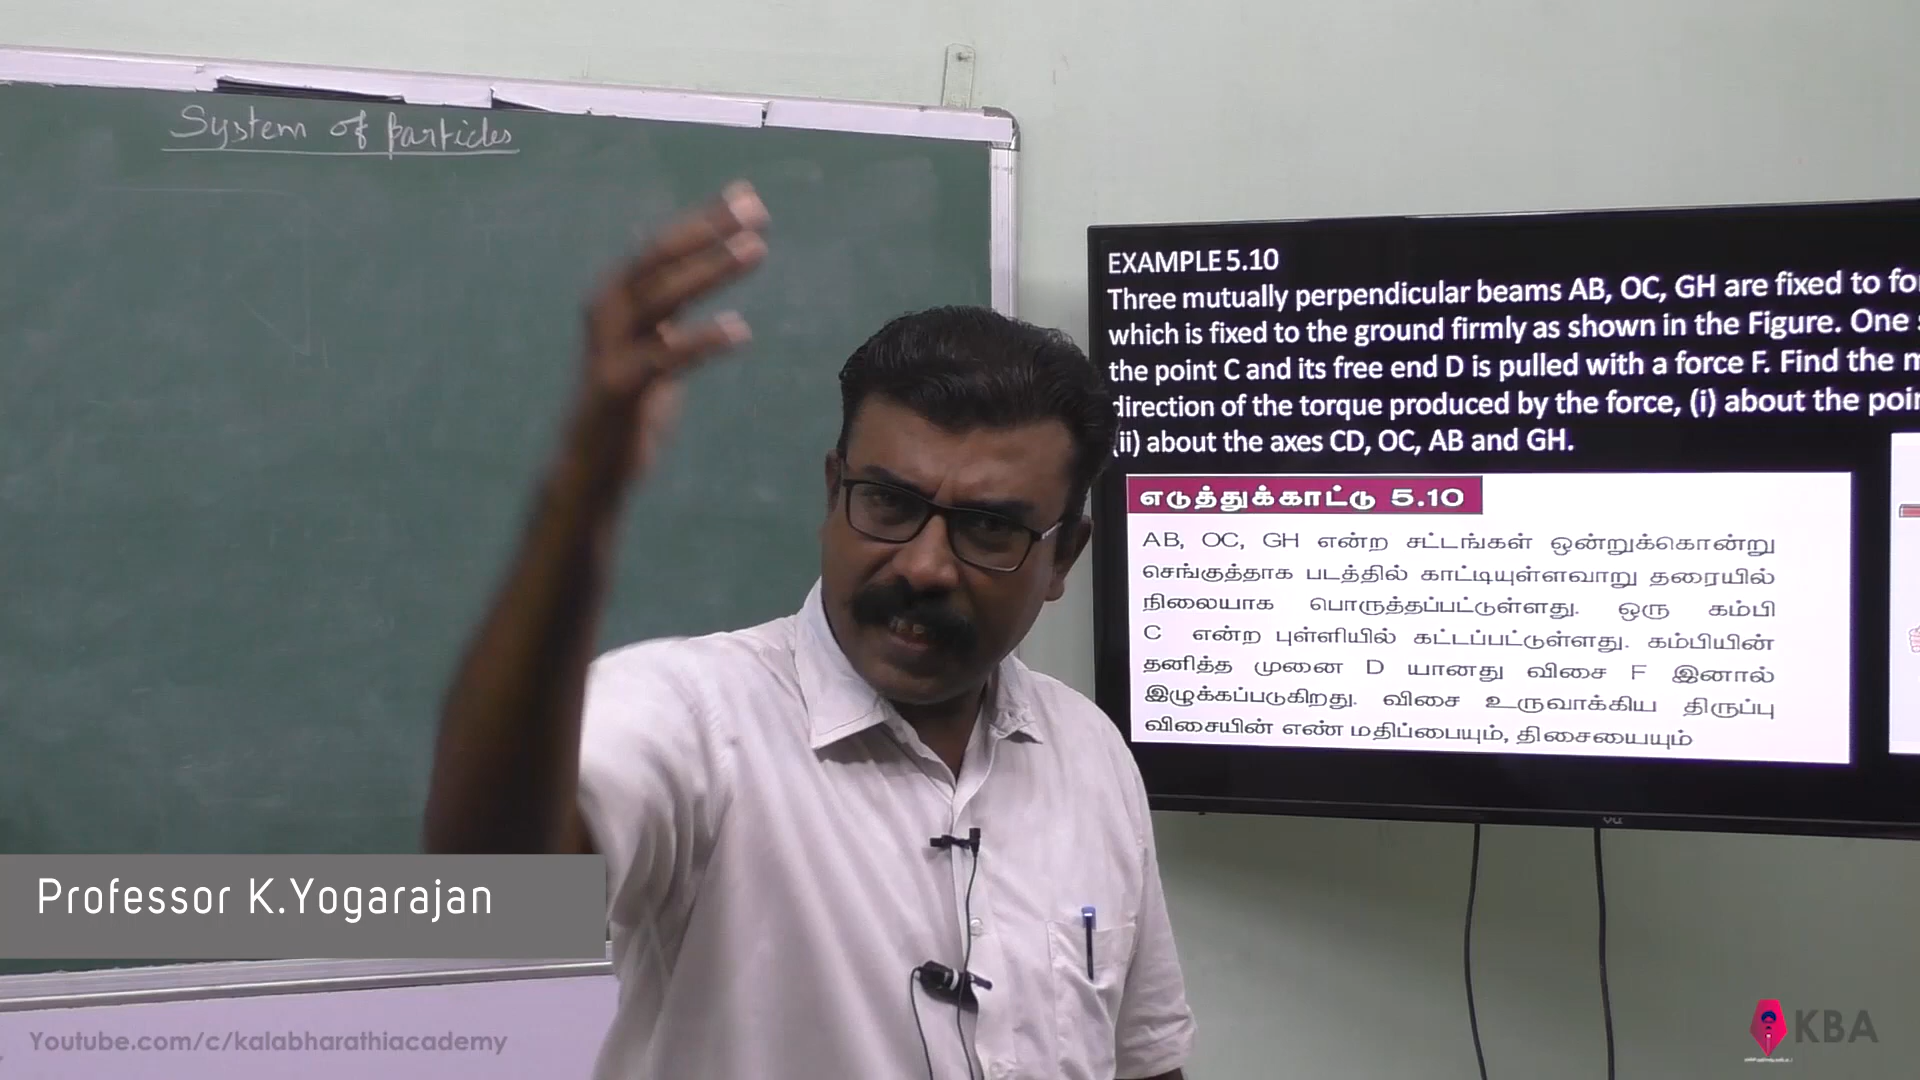 System of particles
EXAMPLE 5.10
Three mutually perpendicular beams AB, OC, GH are fixed to
which is fixed to the ground firmly as shown in the Figure. One
the point C and its free end D is pulled with a force F. Find the
direction of the torque produced by the force, (i) about the
(ii) about the axes CD, OC, AB and GH.
எடுத்துக்காட்டு 5.10
AB, OC, GH என்ற சட்டங்கள் ஒன்றுக்கொன்று
செங்குத்தாக படத்தில் காட்டியுள்ளவாறு தரையில்
நிலையாக பொருத்தப்பட்டுள்ளது. ஒரு கம்பி
C என்ற புள்ளியில் கட்டப்பட்டுள்ளது. கம்பியின்
தனித்த முனை D யானது விசை F இனால்
இழுக்கப்படுகிறது. விசை உருவாக்கிய திருப்பு
விசையின் எண் மதிப்பையும், திசையையும்
Professor K.Yogarajan
Youtube.com/c/kalabharathiacademy
KBA